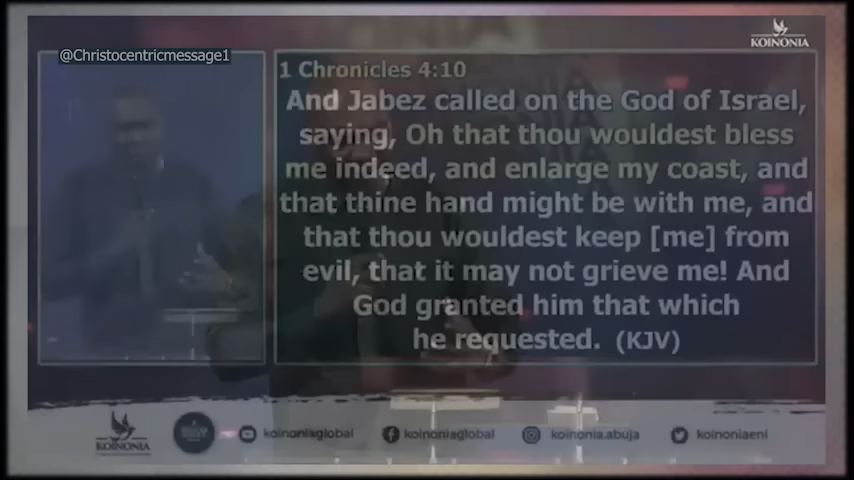 KOINONIA
@Christocentricmessage1
1 Chronicles 4:10
And Jabez called on the God of Israel,
saying, Oh that thou wouldest bless
me indeed, and enlarge my coast, and
that thine hand might be with me, and
that thou wouldest keep [me] from
evil, that it may not grieve me! And
God granted him that which
he requested. (KJV)
KOINONIA
koinoniaglobal
koinoniaglobal
koinonia.abuja
koinoniaeni